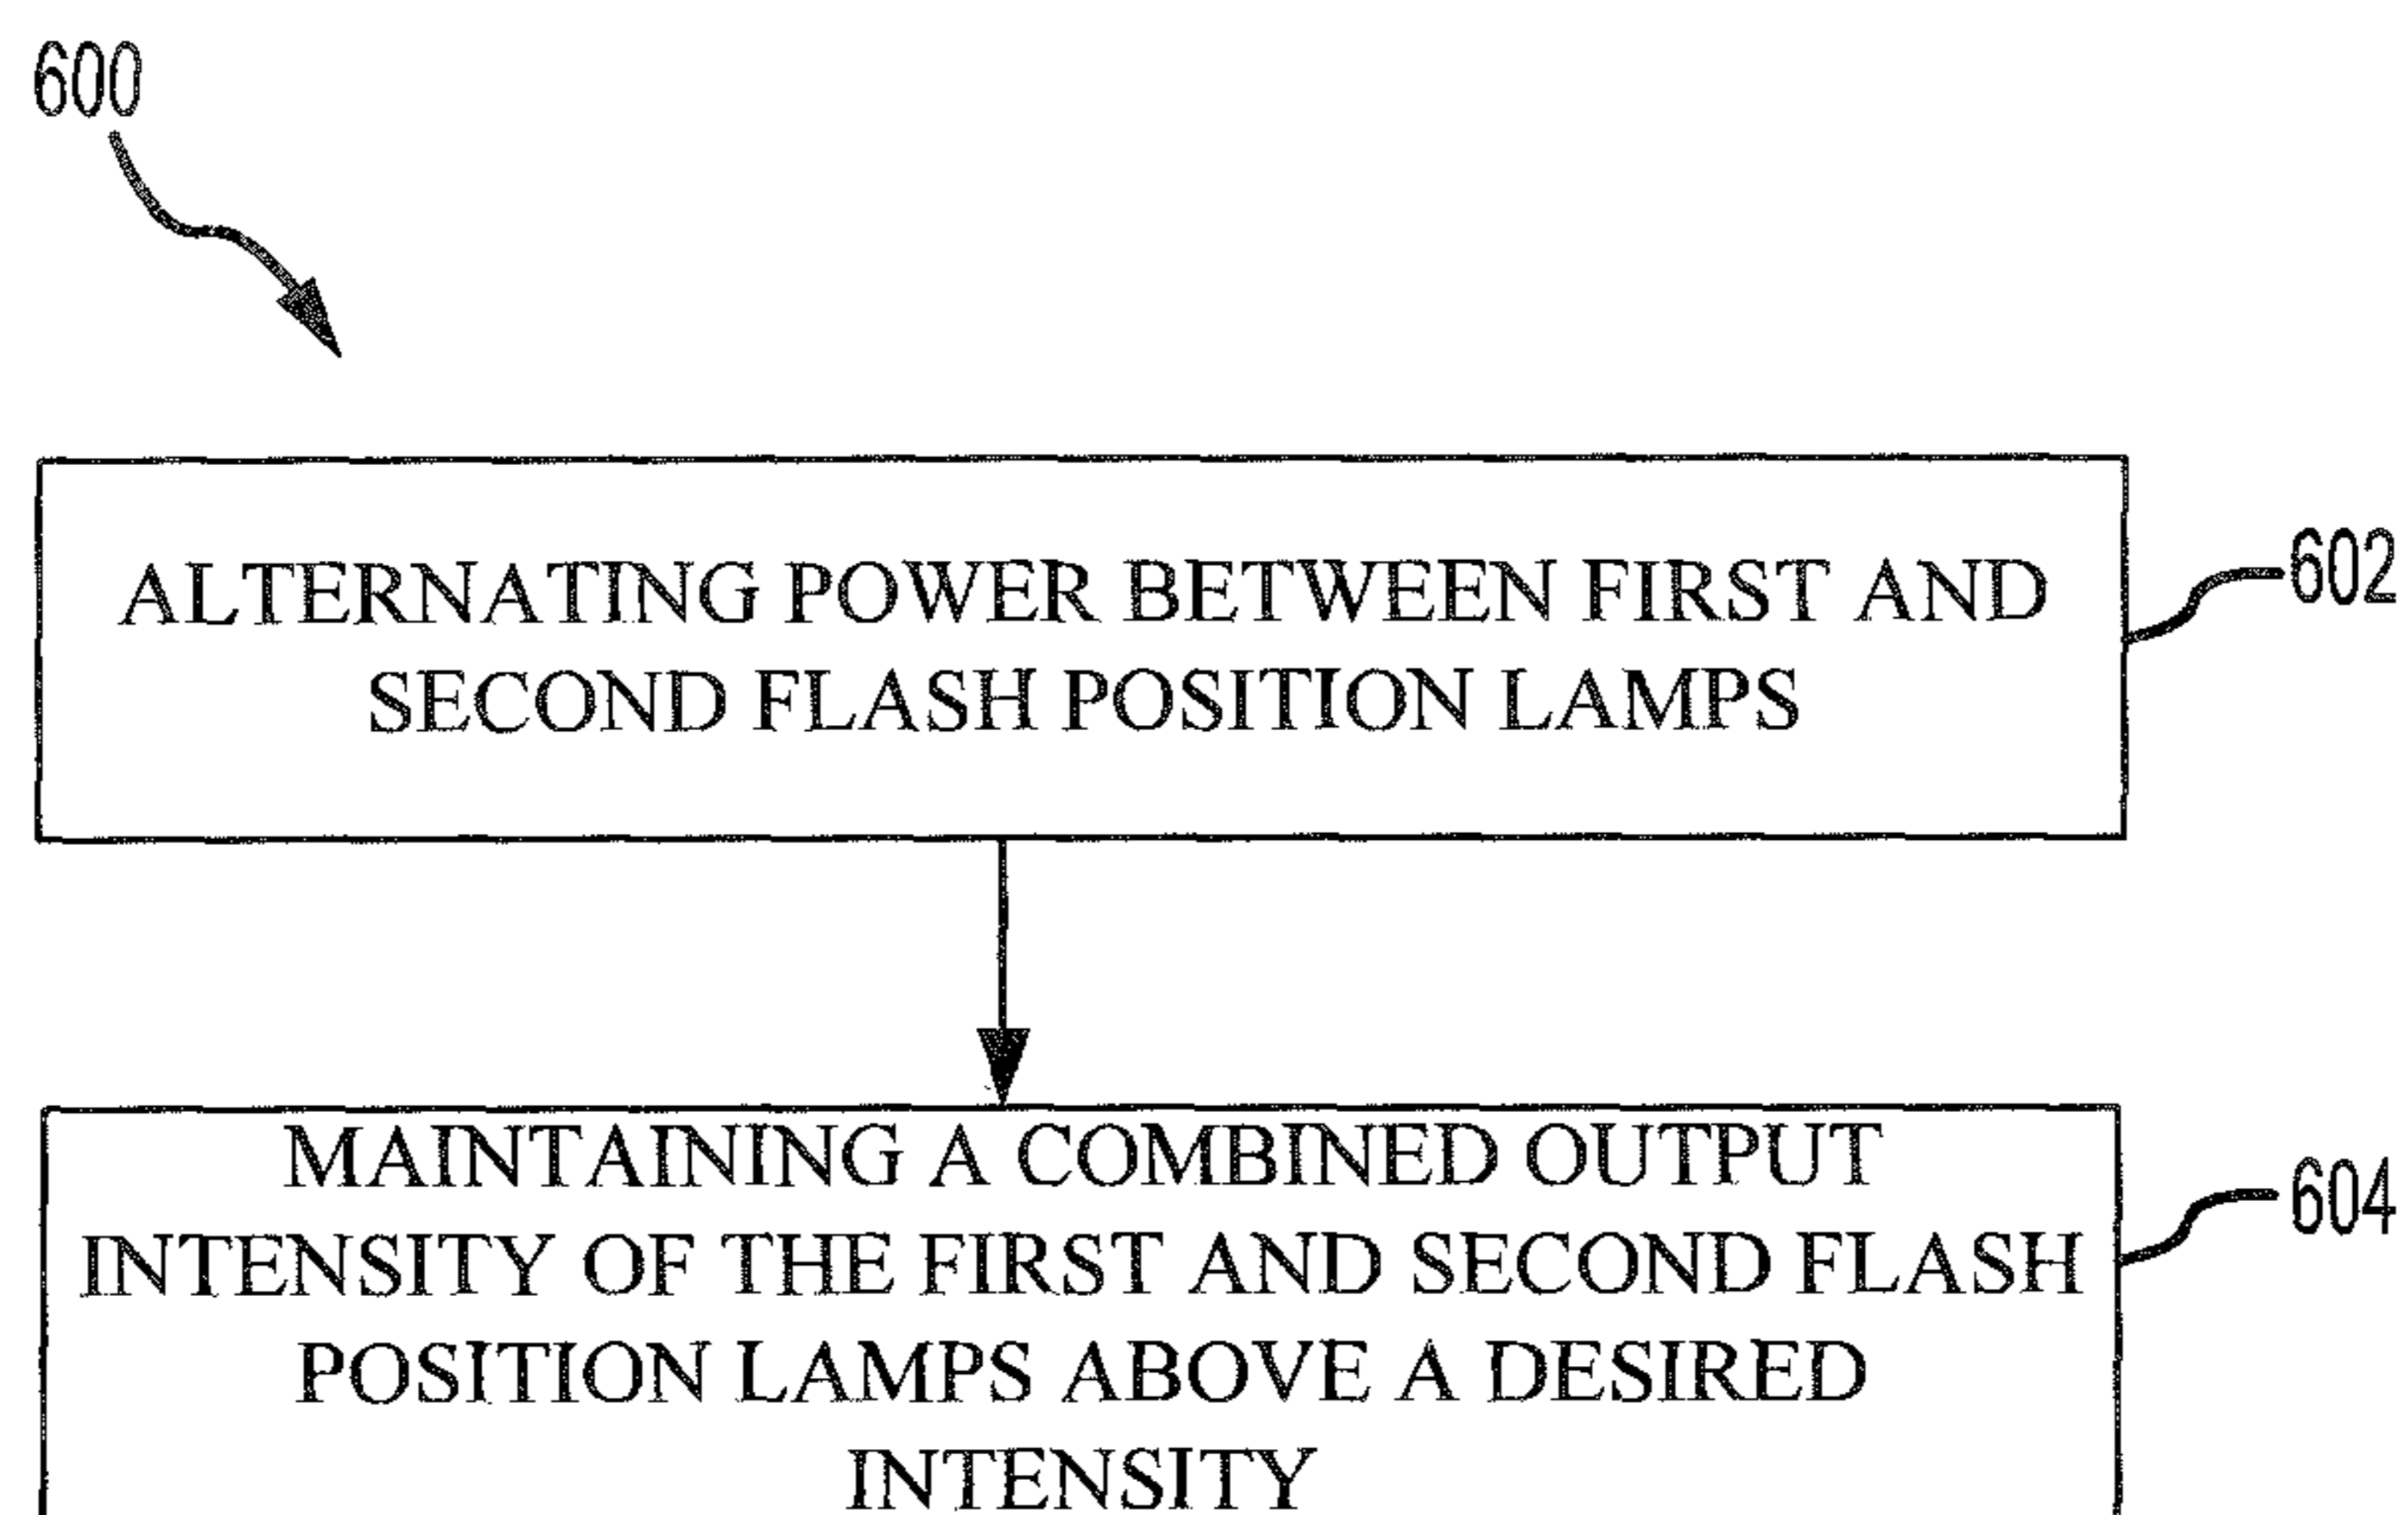 600
ALTERNATING POWER BETWEEN FIRST AND
SECOND FLASH POSITION LAMPS
602
MAINTAINING A COMBINED OUTPUT
INTENSITY OF THE FIRST AND SECOND FLASH
POSITION LAMPS ABOVE A DESIRED
INTENSITY
604